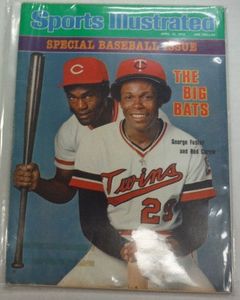 Sports Illustrated
SPECIAL BASEBALL ISSUE
THE
BIG
BATS
George Foster
and Rod Carew
C
T
Twins
29